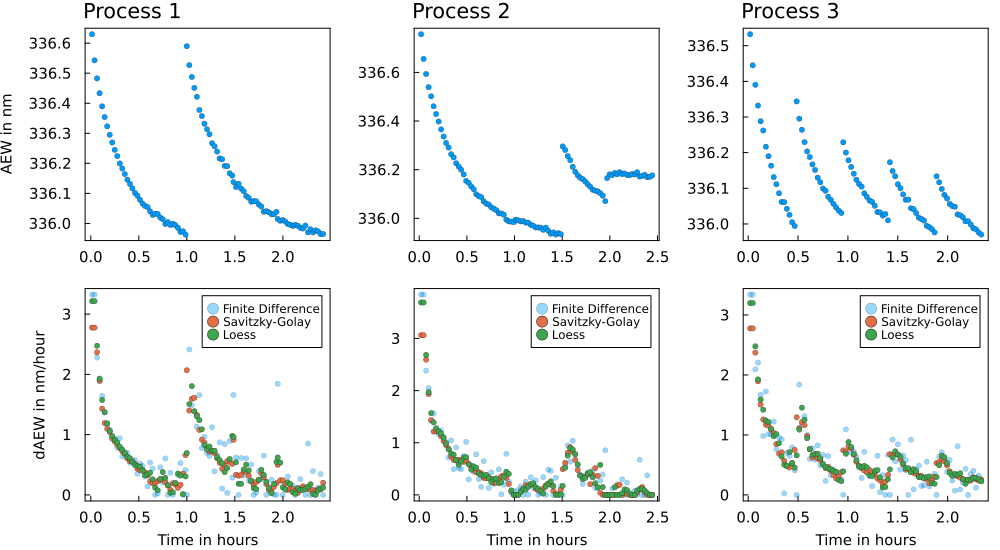 Process 1
Process 2
Process 3
AEW in nm
336.6
336.5
336.4
336.3
336.2
336.1
336.0
0.0 0.5 1.0 1.5 2.0
336.6
336.4
336.2
336.0
0.0 0.5 1.0 1.5 2.0 2.5
336.5
336.4
336.3
336.2
336.1
336.0
0.0 0.5 1.0 1.5 2.0
dAEW in nm/hour
3
2
1
0
Finite Difference
Savitzky-Golay
Loess
0.0 0.5 1.0 1.5 2.0
Time in hours
3
2
1
0
Finite Difference
Savitzky-Golay
Loess
0.0 0.5 1.0 1.5 2.0 2.5
Time in hours
3
2
1
0
Finite Difference
Savitzky-Golay
Loess
0.0 0.5 1.0 1.5 2.0
Time in hours